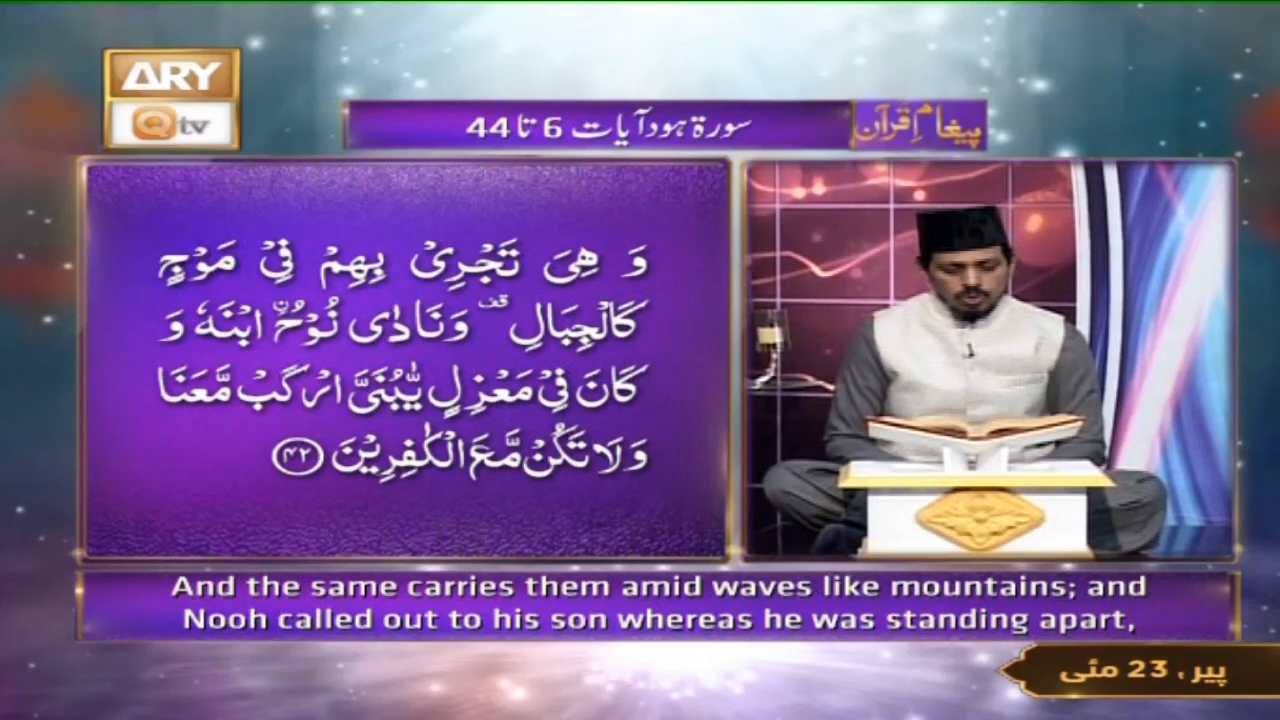 ARY
Qtv
سورۃ ہود آیات 6 تا 44
پیغامِ قرآن
وَ هِیَ تَجْرِیْ بِهِمْ فِیْ مَوْجٍ
كَالْجِبَالِ ۫ وَنَادٰى نُوْحُ ِ۟ابْنَهٗ وَ
كَانَ فِیْ مَعْزِلٍ یّٰبُنَیَّ ارْكَبْ مَّعَنَا
وَلَا تَكُنْ مَّعَ الْكٰفِرِیْنَ ۴۲
And the same carries them amid waves like mountains; and
Nooh called out to his son whereas he was standing apart,
پیر، 23 مئی